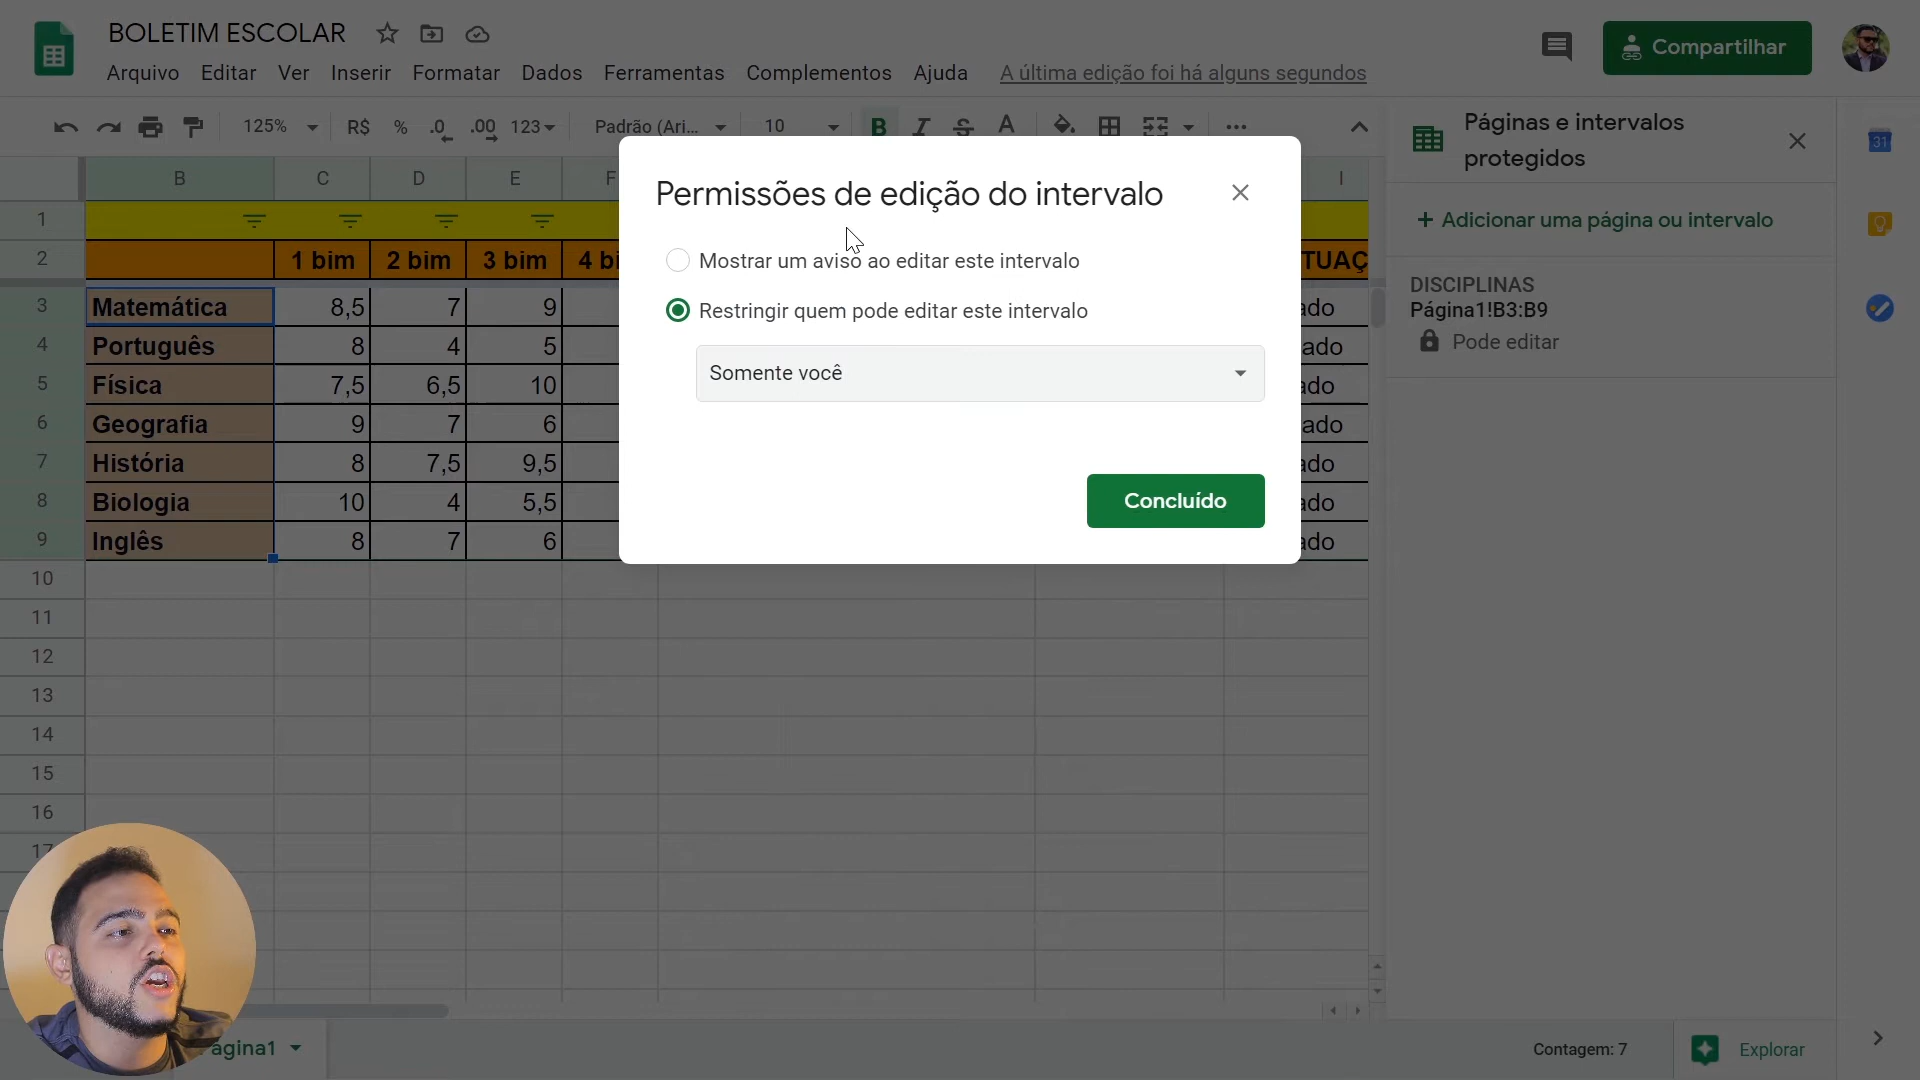 BOLETIM ESCOLAR
Arquivo Editar Ver Inserir Formatar Dados Ferramentas Complementos Ajuda A última edição foi há alguns segundos
Compartilhar
125% R$ % .0 .00 123 Padrão (Ari... 10 B I S A
Páginas e intervalos
protegidos
+ Adicionar uma página ou intervalo
DISCIPLINAS
Página1!B3:B9
Pode editar
B C D E F I
1
2 1 bim 2 bim 3 bim 4 bi TUAÇ
3 Matemática 8,5 7 9 ado
4 Português 8 4 5 ado
5 Física 7,5 6,5 10 ado
6 Geografia 9 7 6 ado
7 História 8 7,5 9,5 ado
8 Biologia 10 4 5,5 ado
9 Inglês 8 7 6 ado
10
11
12
13
14
15
16
17
Permissões de edição do intervalo
Mostrar um aviso ao editar este intervalo
Restringir quem pode editar este intervalo
Somente você
Concluído
ágina1
Contagem: 7
Explorar
31